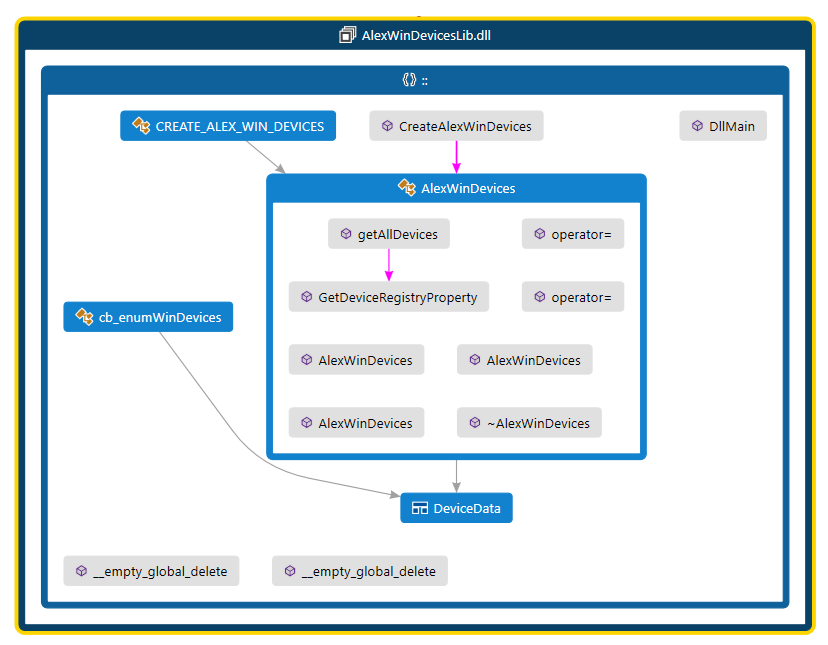 AlexWinDevicesLib.dll
::
CREATE_ALEX_WIN_DEVICES
CreateAlexWinDevices
DllMain
AlexWinDevices
getAllDevices
operator=
GetDeviceRegistryProperty
operator=
cb_enumWinDevices
AlexWinDevices
AlexWinDevices
AlexWinDevices
~AlexWinDevices
DeviceData
__empty_global_delete
__empty_global_delete